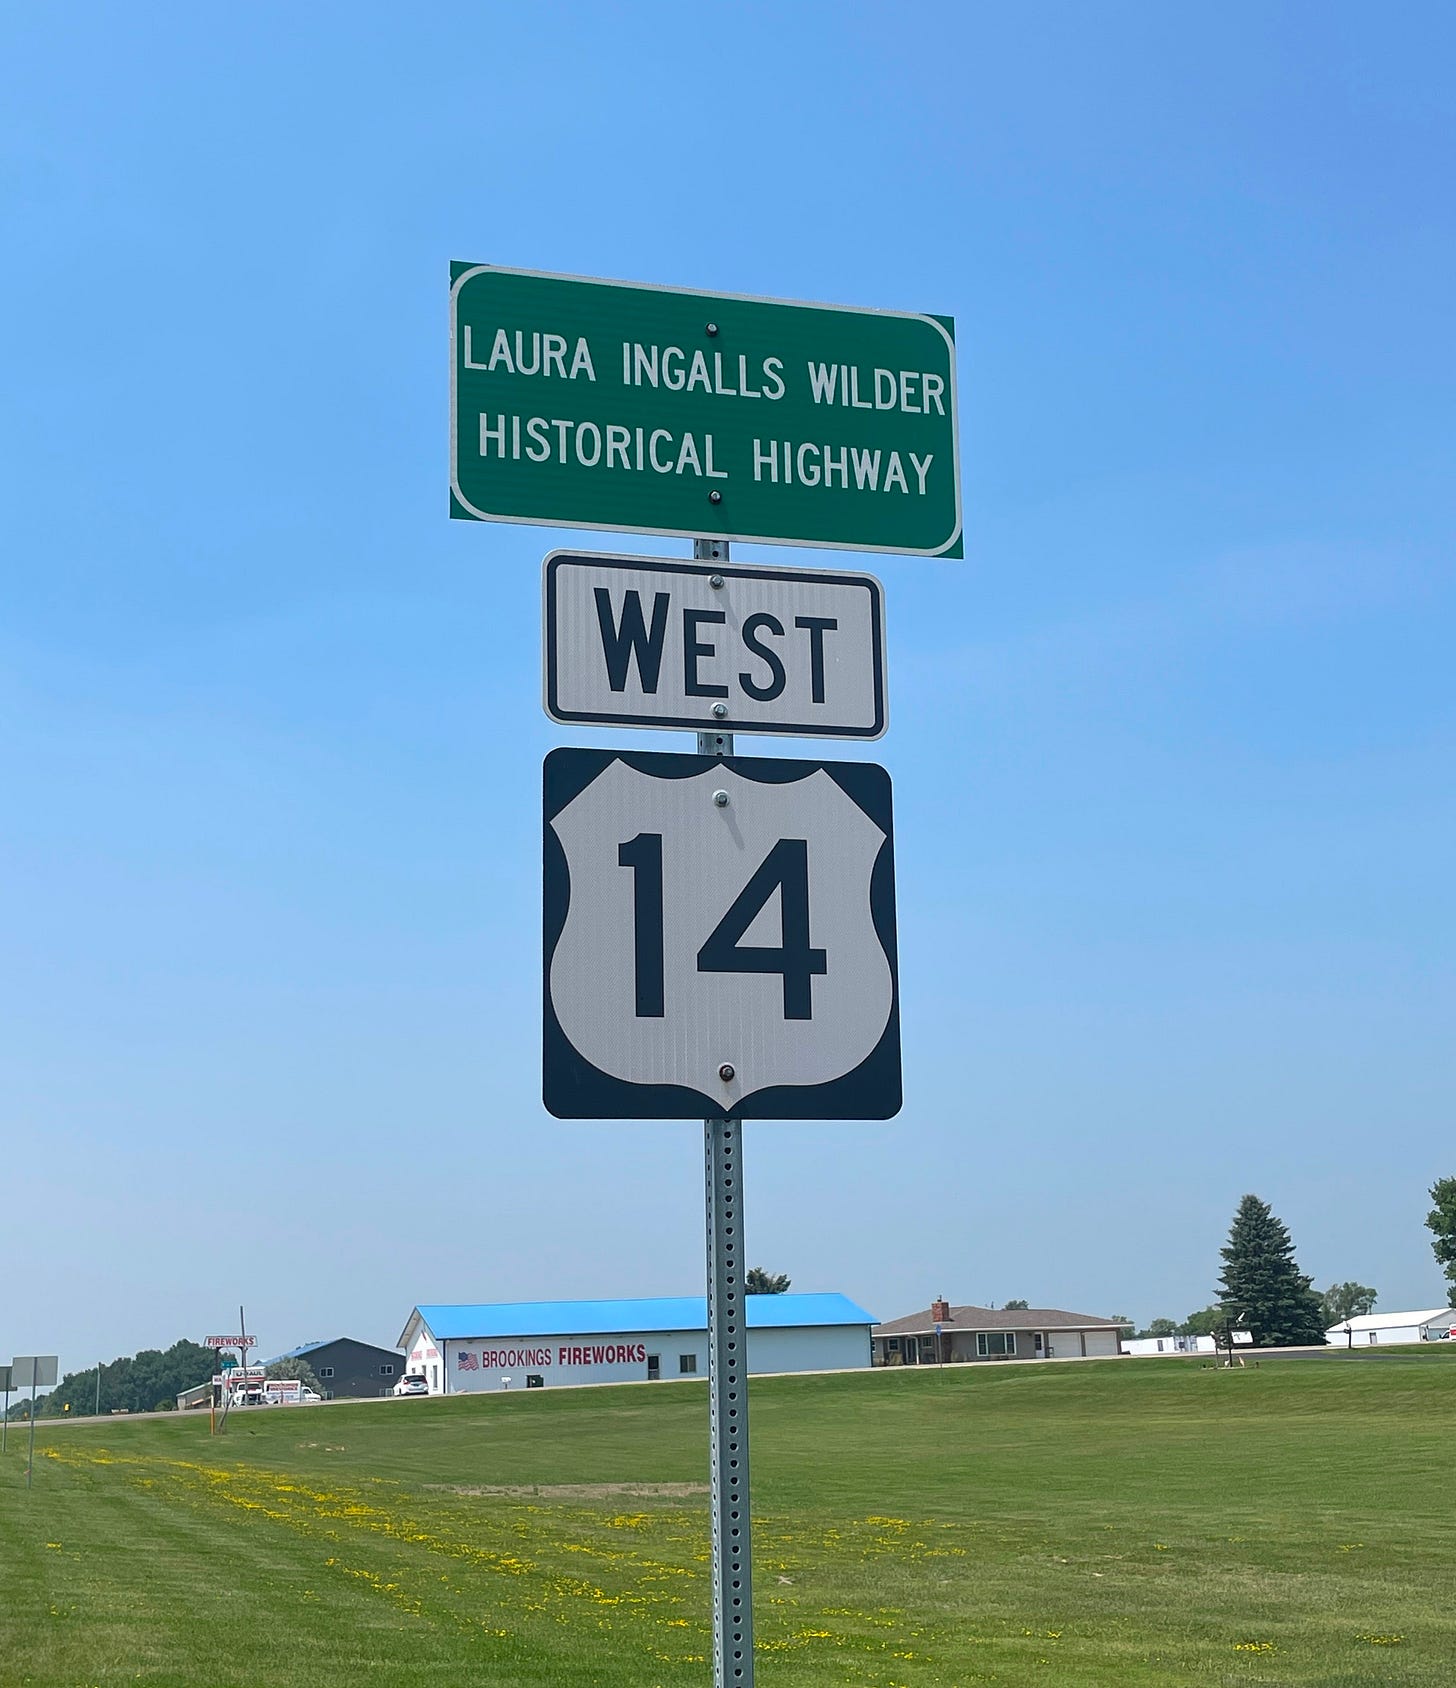 LAURA INGALLS WILDER
HISTORICAL HIGHWAY
WEST
14
FIREWORKS
BROOKINGS FIREWORKS